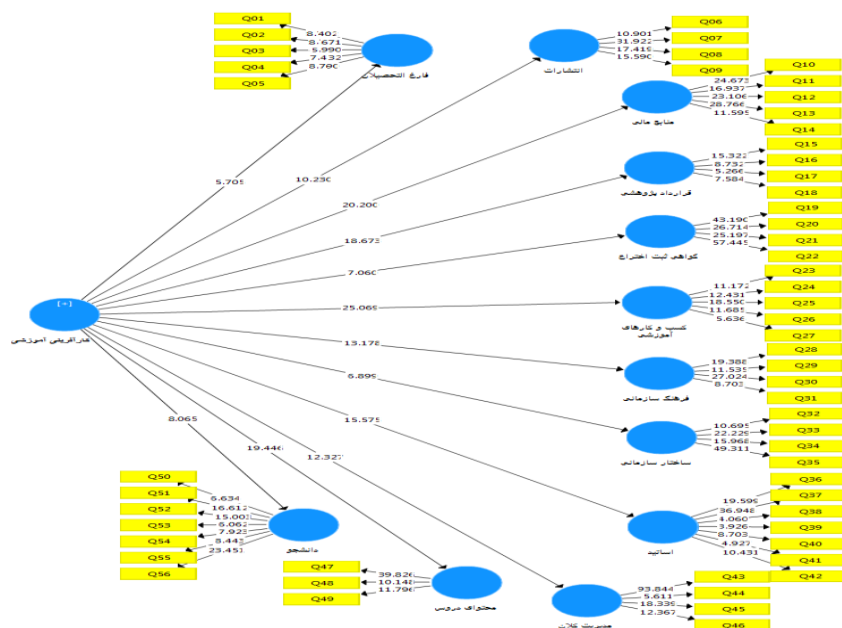 Q01
Q02
Q03
Q04
Q05
8.402
8.671
5.990
7.432
8.780
فارغ التحصیلان
Q06
Q07
Q08
Q09
10.901
31.922
17.419
15.590
انتشارات
Q10
Q11
Q12
Q13
Q14
24.673
16.937
23.106
28.766
11.595
منابع مالی
Q15
Q16
Q17
Q18
15.322
8.732
5.266
7.584
قرارداد پژوهشی
Q19
Q20
Q21
Q22
43.190
26.714
25.197
57.445
گواهی ثبت اختراع
Q23
Q24
Q25
Q26
Q27
11.172
12.431
18.550
11.685
5.636
کسب و کارهای
آموزشی
Q28
Q29
Q30
Q31
19.388
11.535
27.024
8.703
فرهنگ سازمانی
Q32
Q33
Q34
Q35
10.695
22.229
15.968
49.311
ساختار سازمانی
Q36
Q37
Q38
Q39
Q40
Q41
Q42
19.599
36.948
4.060
3.926
8.703
4.927
10.431
اساتید
Q43
Q44
Q45
Q46
93.844
5.611
18.339
12.367
مدیریت کلان
Q47
Q48
Q49
39.826
10.148
11.796
محتوای دروس
Q50
Q51
Q52
Q53
Q54
Q55
Q56
6.634
16.612
15.001
6.062
7.923
8.443
23.451
دانشجو
[+]
کارآفرینی آموزشی
5.705
10.230
20.200
18.673
7.060
25.069
13.178
6.899
15.575
12.327
19.446
8.065